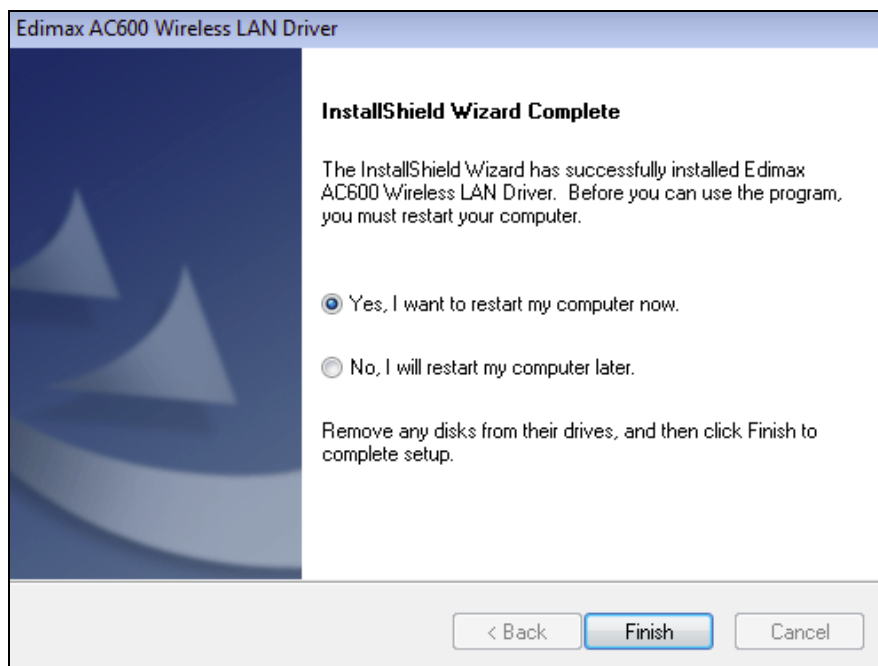 Edimax AC600 Wireless LAN Driver
InstallShield Wizard Complete
The InstallShield Wizard has successfully installed Edimax
AC600 Wireless LAN Driver.  Before you can use the program,
you must restart your computer.
Yes, I want to restart my computer now.
No, I will restart my computer later.
Remove any disks from their drives, and then click Finish to
complete setup.
< Back Finish Cancel